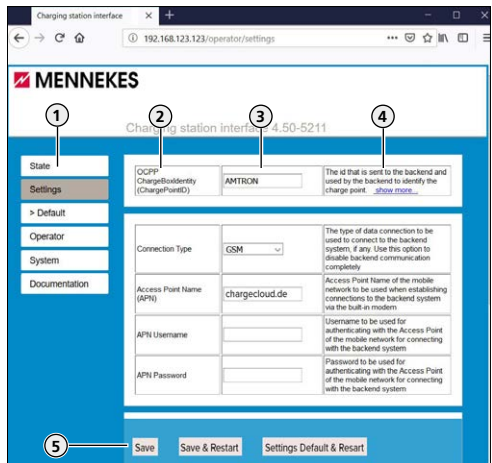 Charging station interface
192.168.123.123/operator/settings
MENNEKES
1
2
3
4
Charging station interface 4.50-5211
State
Settings
> Default
Operator
System
Documentation
OCPP
ChargeBoxIdentity
(ChargePointID)
AMTRON
The id that is sent to the backend and
used by the backend to identify the
charge point. show more...
Connection Type
GSM
The type of data connection to be
used to connect to the backend
system, if any. Use this option to
disable backend communication
completely
Access Point Name
(APN)
chargecloud.de
Access Point Name of the mobile
network to be used when establishing
connections to the backend system
via the built-in modem
APN Username
Username to be used for
authenticating with the Access Point
of the mobile network for connecting
with the backend system
APN Password
Password to be used for
authenticating with the Access Point
of the mobile network for connecting
with the backend system
5
Save
Save & Restart
Settings Default & Resart